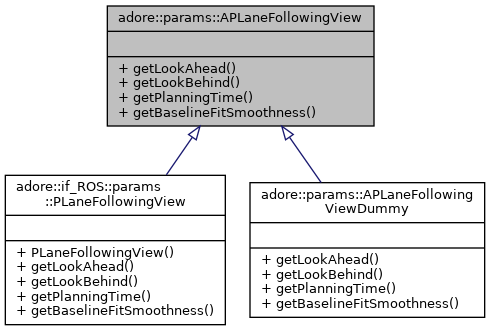 adore::params::APLaneFollowingView
+ getLookAhead()
+ getLookBehind()
+ getPlanningTime()
+ getBaselineFitSmoothness()
adore::if_ROS::params
::PLaneFollowingView
+ PLaneFollowingView()
+ getLookAhead()
+ getLookBehind()
+ getPlanningTime()
+ getBaselineFitSmoothness()
adore::params::APLaneFollowing
ViewDummy
+ getLookAhead()
+ getLookBehind()
+ getPlanningTime()
+ getBaselineFitSmoothness()